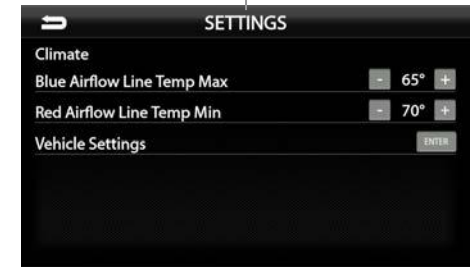 SETTINGS
Climate
Blue Airflow Line Temp Max - 65° +
Red Airflow Line Temp Min - 70° +
Vehicle Settings ENTER